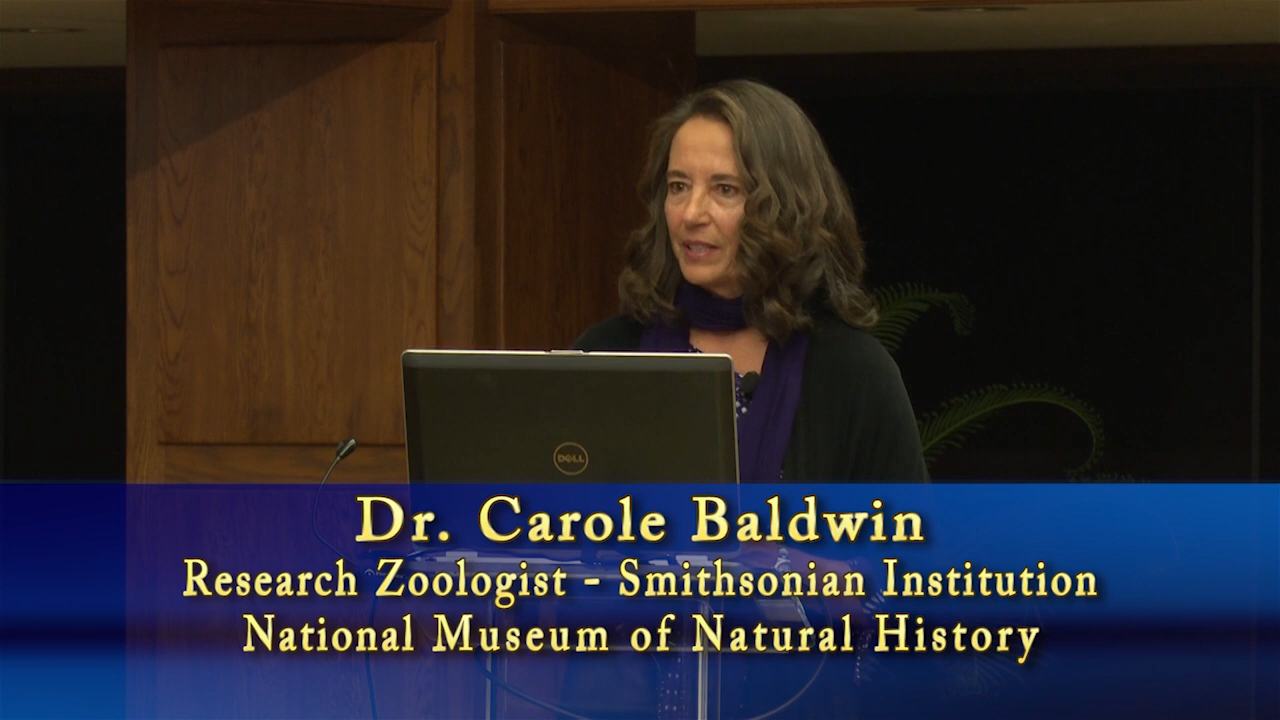 DELL
Dr. Carole Baldwin
Research Zoologist - Smithsonian Institution
National Museum of Natural History